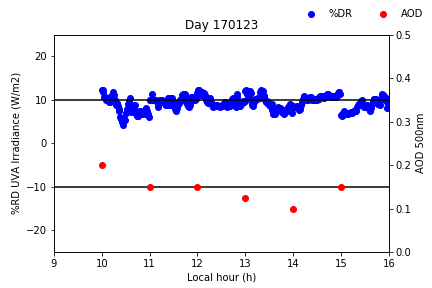 %DR AOD
Day 170123
20
10
0
−10
−20
%RD UVA Irradiance (W/m2)
0.5
0.4
0.3
0.2
0.1
0.0
AOD 500nm
9 10 11 12 13 14 15 16
Local hour (h)